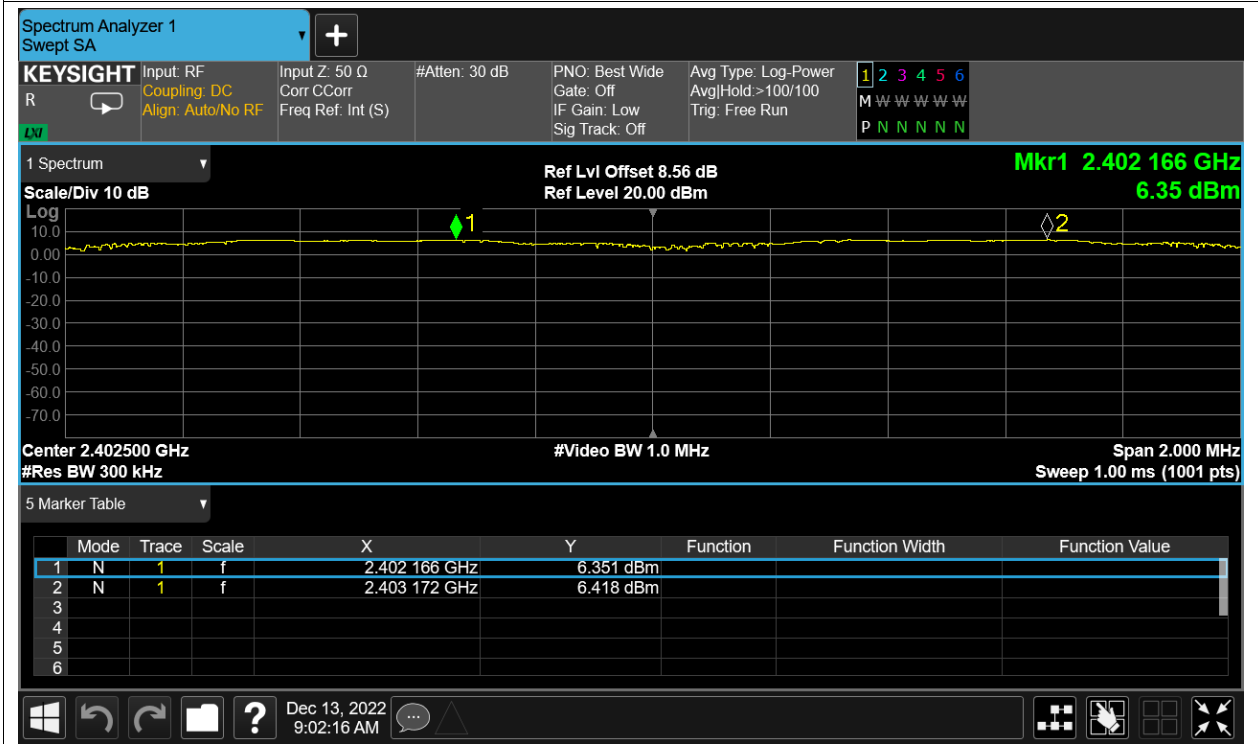 Spectrum Analyzer 1
Swept SA
+
KEYSIGHT
R
LXI
Input: RF
Coupling: DC
Align: Auto/No RF
Input Z: 50 Ω
Corr CCorr
Freq Ref: Int (S)
#Atten: 30 dB
PNO: Best Wide
Gate: Off
IF Gain: Low
Sig Track: Off
Avg Type: Log-Power
Avg|Hold:>100/100
Trig: Free Run
1 2 3 4 5 6
M W W W W W
P N N N N N
1 Spectrum
Scale/Div 10 dB
Ref Lvl Offset 8.56 dB
Ref Level 20.00 dBm
Mkr1 2.402 166 GHz
6.35 dBm
Log
10.0
0.00
-10.0
-20.0
-30.0
-40.0
-50.0
-60.0
-70.0
1
2
Center 2.402500 GHz
#Res BW 300 kHz
#Video BW 1.0 MHz
Span 2.000 MHz
Sweep 1.00 ms (1001 pts)
5 Marker Table
Mode Trace Scale X Y Function Function Width Function Value
1 N 1 f 2.402 166 GHz 6.351 dBm
2 N 1 f 2.403 172 GHz 6.418 dBm
3
4
5
6
?
Dec 13, 2022
9:02:16 AM